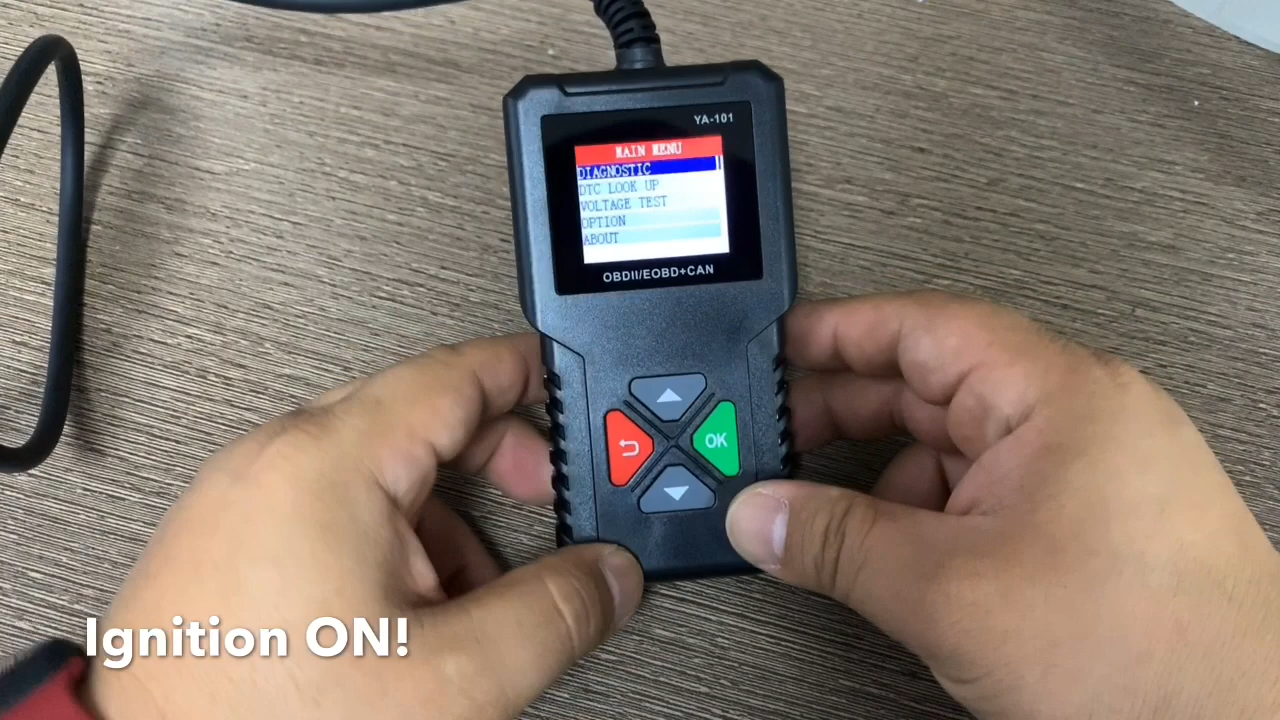 YA-101
MAIN MENU
DIAGNOSTIC
DTC LOOK UP
VOLTAGE TEST
OPTION
ABOUT
OBDII/EOBD+CAN
OK
Ignition ON!